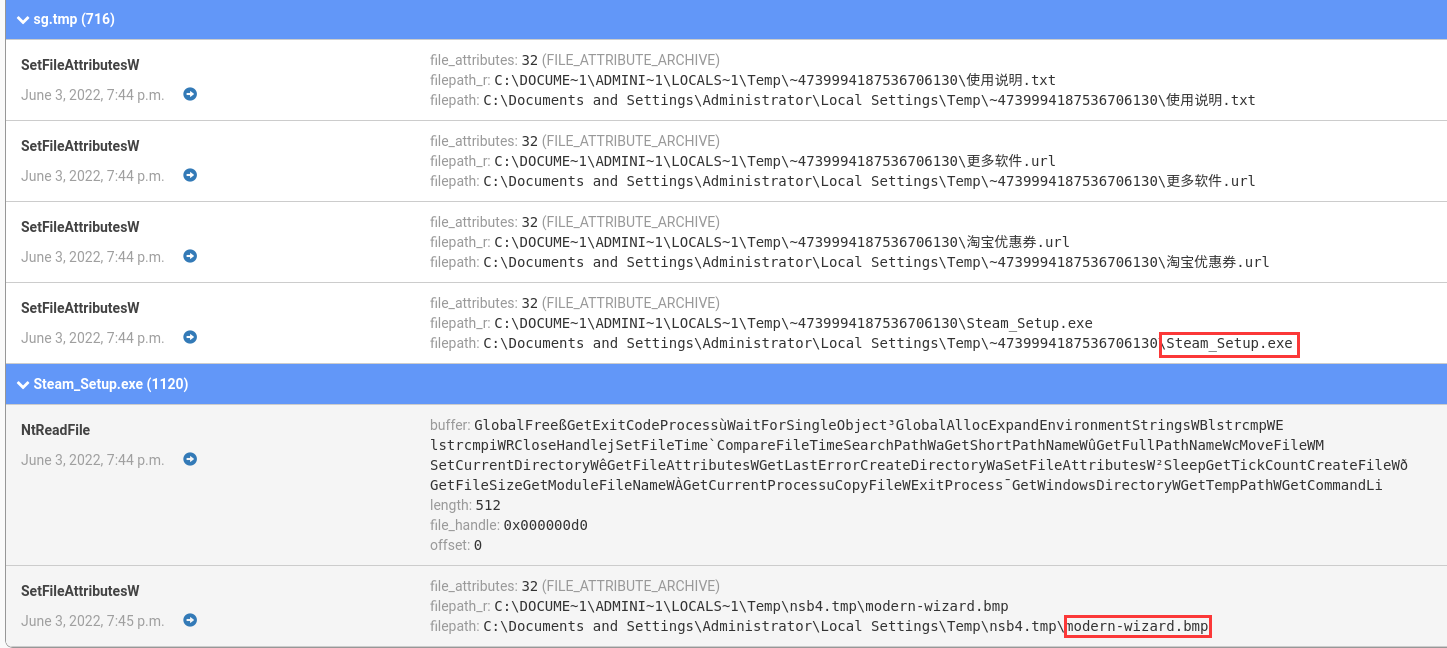 sg.tmp (716)
SetFileAttributesW
June 3, 2022, 7:44 p.m.
file_attributes: 32 (FILE_ATTRIBUTE_ARCHIVE)
filepath_r: C:\DOCUME~1\ADMINI~1\LOCALS~1\Temp\~4739994187536706130\使用说明.txt
filepath: C:\Documents and Settings\Administrator\Local Settings\Temp\~4739994187536706130\使用说明.txt
SetFileAttributesW
June 3, 2022, 7:44 p.m.
file_attributes: 32 (FILE_ATTRIBUTE_ARCHIVE)
filepath_r: C:\DOCUME~1\ADMINI~1\LOCALS~1\Temp\~4739994187536706130\更多软件.url
filepath: C:\Documents and Settings\Administrator\Local Settings\Temp\~4739994187536706130\更多软件.url
SetFileAttributesW
June 3, 2022, 7:44 p.m.
file_attributes: 32 (FILE_ATTRIBUTE_ARCHIVE)
filepath_r: C:\DOCUME~1\ADMINI~1\LOCALS~1\Temp\~4739994187536706130\淘宝优惠券.url
filepath: C:\Documents and Settings\Administrator\Local Settings\Temp\~4739994187536706130\淘宝优惠券.url
SetFileAttributesW
June 3, 2022, 7:44 p.m.
file_attributes: 32 (FILE_ATTRIBUTE_ARCHIVE)
filepath_r: C:\DOCUME~1\ADMINI~1\LOCALS~1\Temp\~4739994187536706130\Steam_Setup.exe
filepath: C:\Documents and Settings\Administrator\Local Settings\Temp\~4739994187536706130\Steam_Setup.exe
Steam_Setup.exe (1120)
NtReadFile
June 3, 2022, 7:44 p.m.
buffer: GlobalFreeßGetExitCodeProcessùWaitForSingleObject³GlobalAllocExpandEnvironmentStringsWBlstrcmpWE
lstrcmpiWRCloseHandlejSetFileTime`CompareFileTimeSearchPathWaGetShortPathNameWûGetFullPathNameWcMoveFileWM
SetCurrentDirectoryWêGetFileAttributesWGetLastErrorCreateDirectoryWaSetFileAttributesW²SleepGetTickCountCreateFileWð
GetFileSizeGetModuleFileNameWÀGetCurrentProcessuCopyFileWExitProcess¯GetWindowsDirectoryWGetTempPathWGetCommandLi
length: 512
file_handle: 0x000000d0
offset: 0
SetFileAttributesW
June 3, 2022, 7:45 p.m.
file_attributes: 32 (FILE_ATTRIBUTE_ARCHIVE)
filepath_r: C:\DOCUME~1\ADMINI~1\LOCALS~1\Temp\nsb4.tmp\modern-wizard.bmp
filepath: C:\Documents and Settings\Administrator\Local Settings\Temp\nsb4.tmp\modern-wizard.bmp